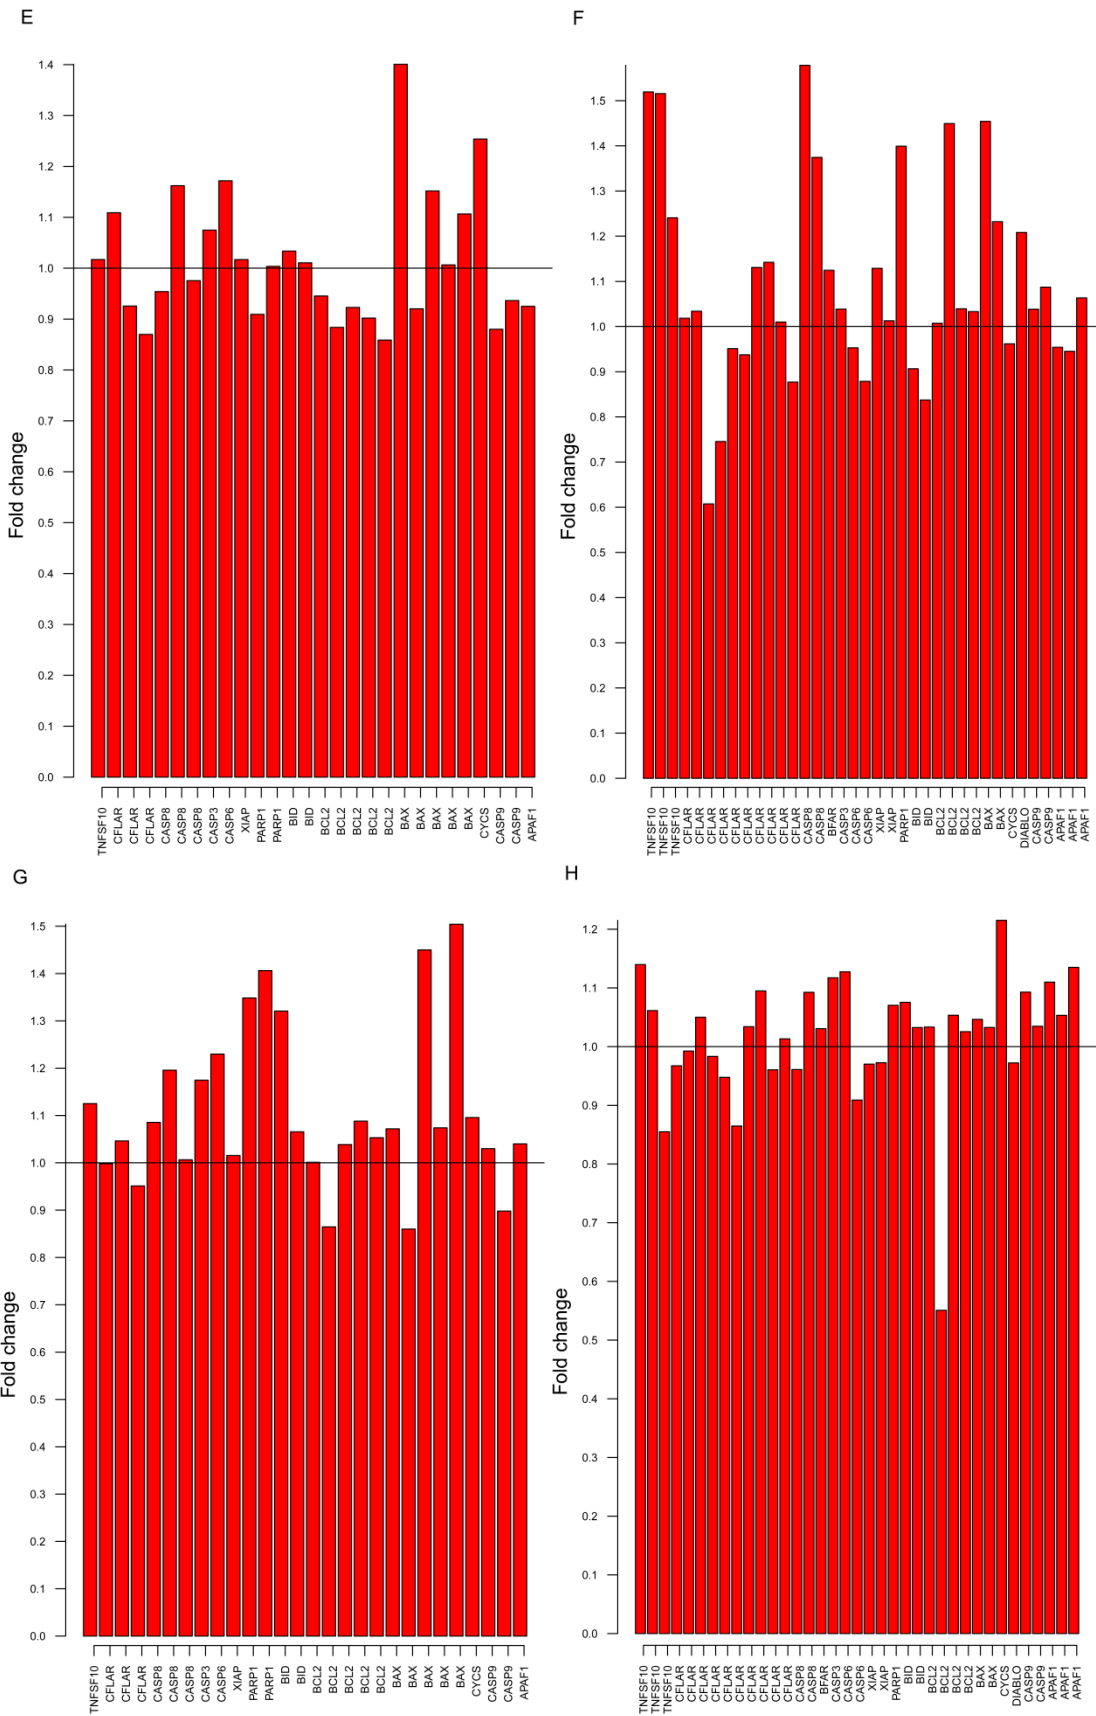 E
1.4
1.3
1.2
1.1
1.0
0.9
0.8
0.7
0.6
0.5
0.4
0.3
0.2
0.1
0.0
Fold change
TNFSF10
CFLAR
CFLAR
CFLAR
CASP8
CASP8
CASP8
CASP3
CASP6
XIAP
PARP1
PARP1
BID
BID
BCL2
BCL2
BCL2
BCL2
BCL2
BAX
BAX
BAX
BAX
BAX
CYCS
CASP9
CASP9
APAF1
F
1.5
1.4
1.3
1.2
1.1
1.0
0.9
0.8
0.7
0.6
0.5
0.4
0.3
0.2
0.1
0.0
Fold change
TNFSF10
TNFSF10
TNFSF10
CFLAR
CFLAR
CFLAR
CFLAR
CFLAR
CFLAR
CFLAR
CFLAR
CFLAR
CFLAR
CASP8
CASP8
BFAR
CASP3
CASP6
CASP6
XIAP
XIAP
PARP1
BID
BID
BCL2
BCL2
BCL2
BCL2
BAX
BAX
CYCS
DIABLO
CASP9
CASP9
APAF1
APAF1
APAF1
G
1.5
1.4
1.3
1.2
1.1
1.0
0.9
0.8
0.7
0.6
0.5
0.4
0.3
0.2
0.1
0.0
Fold change
TNFSF10
CFLAR
CFLAR
CFLAR
CASP8
CASP8
CASP8
CASP3
CASP6
XIAP
PARP1
PARP1
BID
BID
BCL2
BCL2
BCL2
BCL2
BCL2
BAX
BAX
BAX
BAX
BAX
CYCS
CASP9
CASP9
APAF1
H
1.2
1.1
1.0
0.9
0.8
0.7
0.6
0.5
0.4
0.3
0.2
0.1
0.0
Fold change
TNFSF10
TNFSF10
TNFSF10
CFLAR
CFLAR
CFLAR
CFLAR
CFLAR
CFLAR
CFLAR
CFLAR
CFLAR
CFLAR
CASP8
CASP8
BFAR
CASP3
CASP6
CASP6
XIAP
XIAP
PARP1
BID
BID
BCL2
BCL2
BCL2
BCL2
BAX
BAX
CYCS
DIABLO
CASP9
CASP9
APAF1
APAF1
APAF1